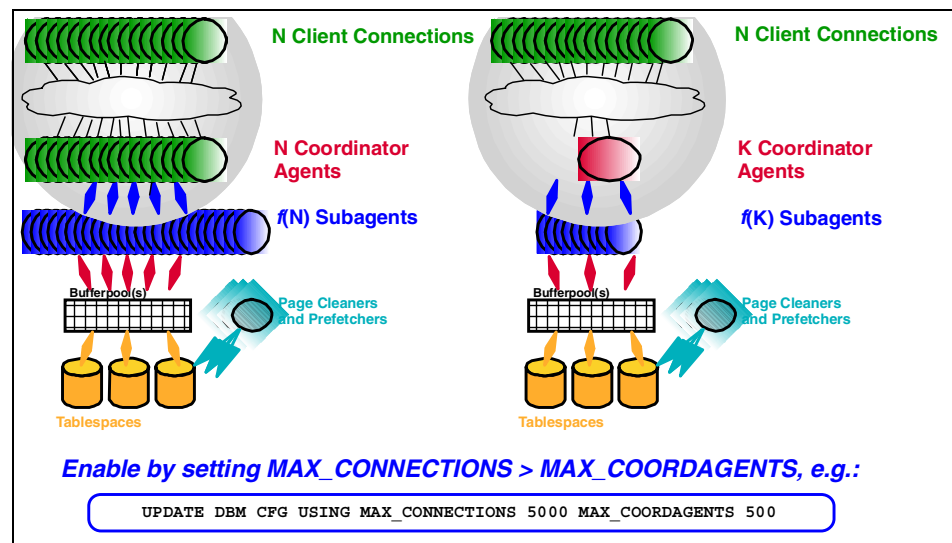 N Client Connections
N Coordinator
Agents
f(N) Subagents
Bufferpool(s)
Page Cleaners
and Prefetchers
Tablespaces
N Client Connections
K Coordinator
Agents
f(K) Subagents
Bufferpool(s)
Page Cleaners
and Prefetchers
Tablespaces
Enable by setting MAX_CONNECTIONS > MAX_COORDAGENTS, e.g.:
UPDATE DBM CFG USING MAX_CONNECTIONS 5000 MAX_COORDAGENTS 500